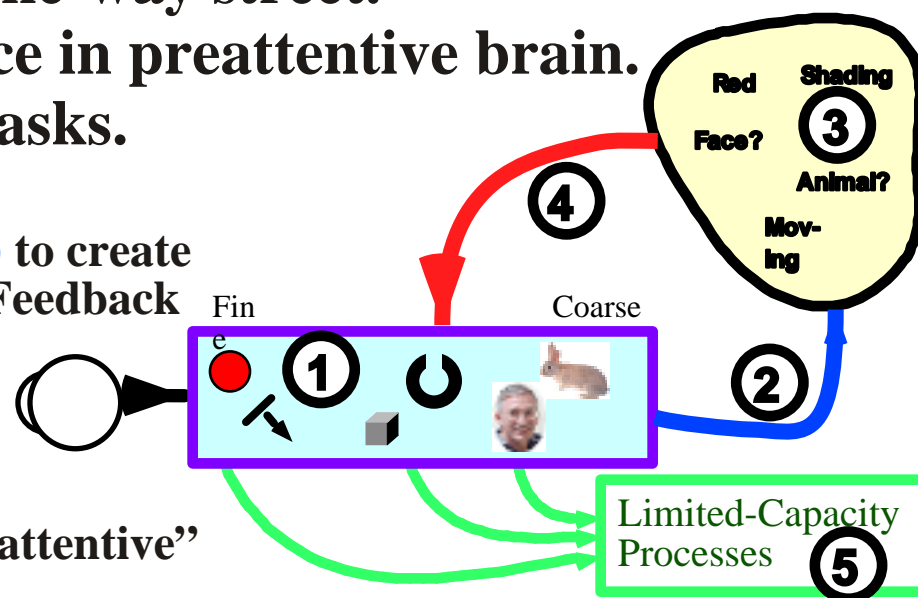 ce in preattentive brain.
asks.
to create
Feedback
Fin
e
Coarse
Red
Shading
Face?
3
Animal?
Mov-
ing
4
1
2
Limited-Capacity
Processes
5
attentive”